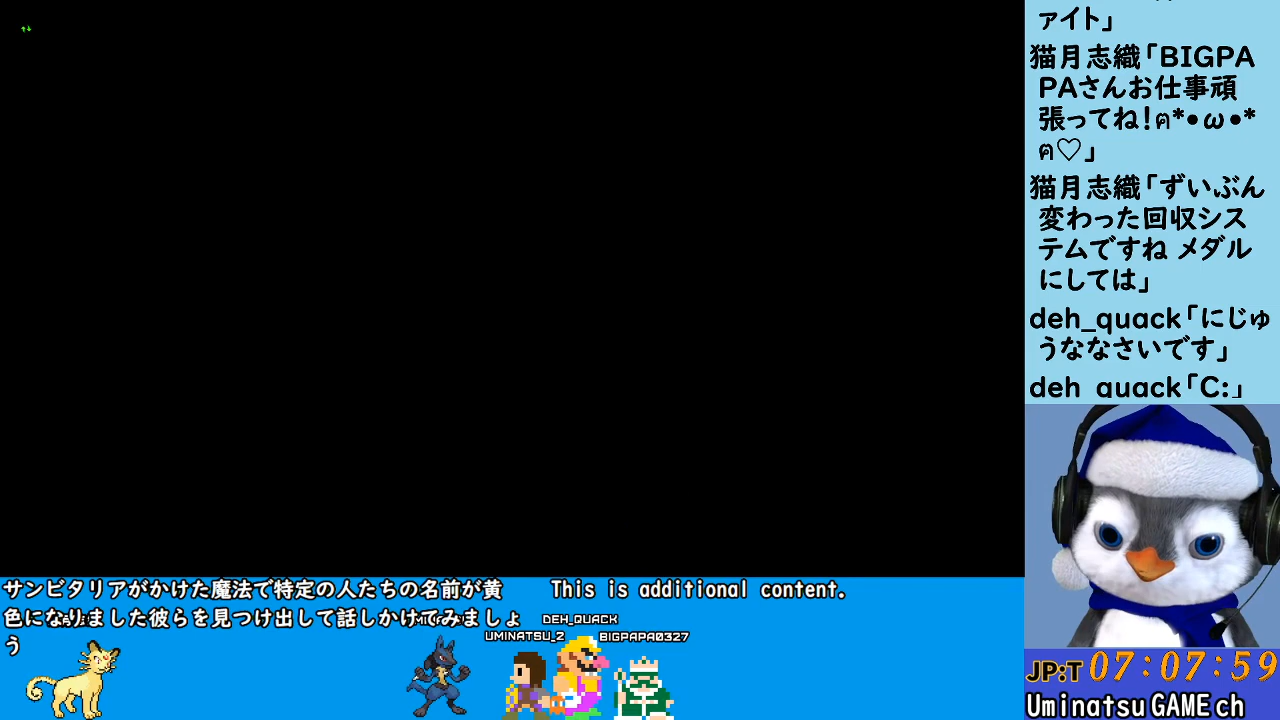 ァイト」
猫月志織「BIGPA
PAさんお仕事頑
張ってね!ฅ*•ω•*
ฅ♡」
猫月志織「ずいぶん
変わった回収シス
テムですね メダル
にしては」
deh_quack「にじゅ
うななさいです」
deh_quack「C:」
サンビタリアがかけた魔法で特定の人たちの名前が黄
色になりました彼らを見つけ出して話しかけてみましょ
う
This is additional content.
DEH_QUACK
UMINATSU_2 BIGPAPA0327
JP:T 07:07:59
Uminatsu GAME ch